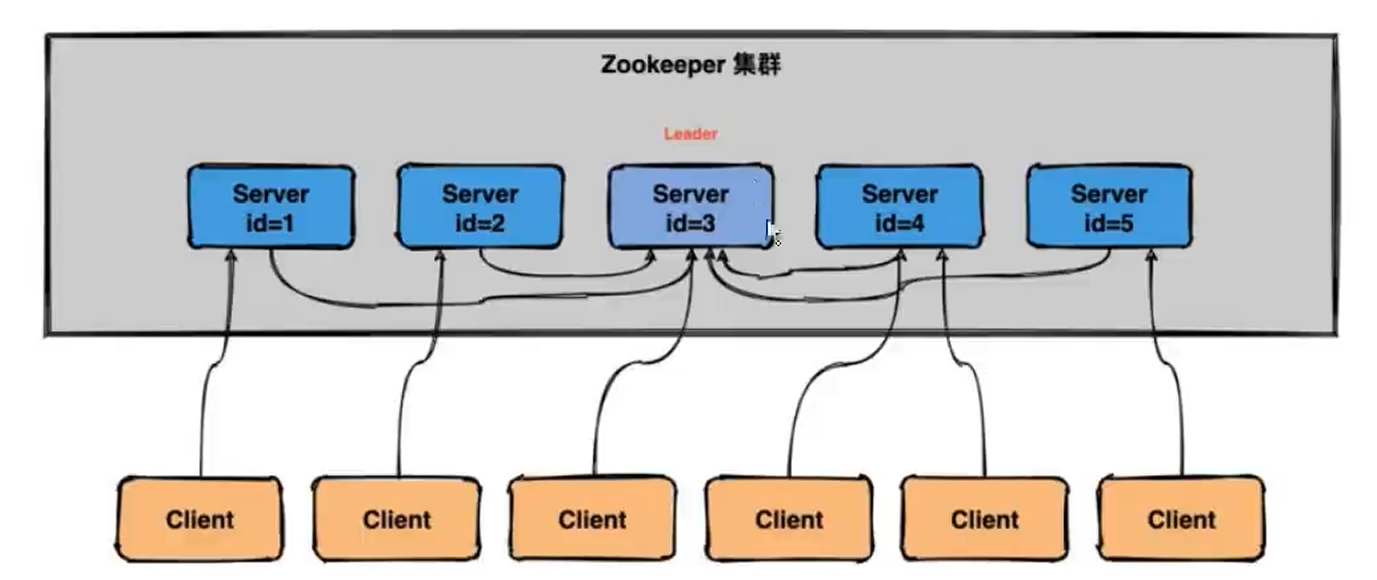 Zookeeper 集群
Leader
Server
id=1
Server
id=2
Server
id=3
Server
id=4
Server
id=5
Client
Client
Client
Client
Client
Client